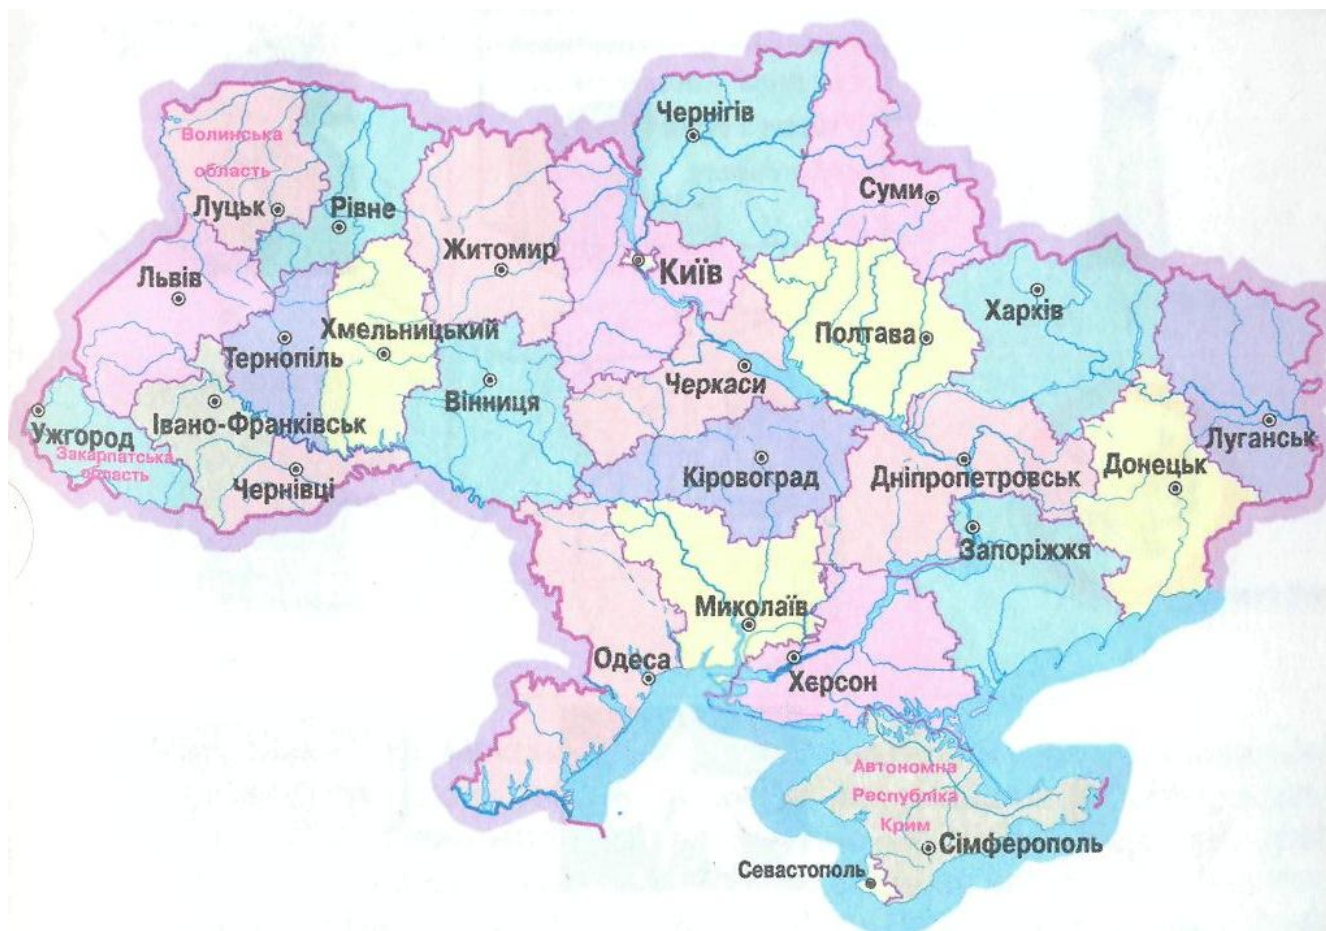 Чернігів
Волинська
область
Суми
Луцьк
Рівне
Житомир
Київ
Львів
Харків
Хмельницький
Полтава
Тернопіль
Черкаси
Вінниця
Івано-Франківськ
Ужгород
Закарпатська
область
Луганськ
Чернівці
Кіровоград
Дніпропетровськ
Донецьк
Запоріжжя
Миколаїв
Одеса
Херсон
Автономна
Республіка
Крим
Сімферополь
Севастополь